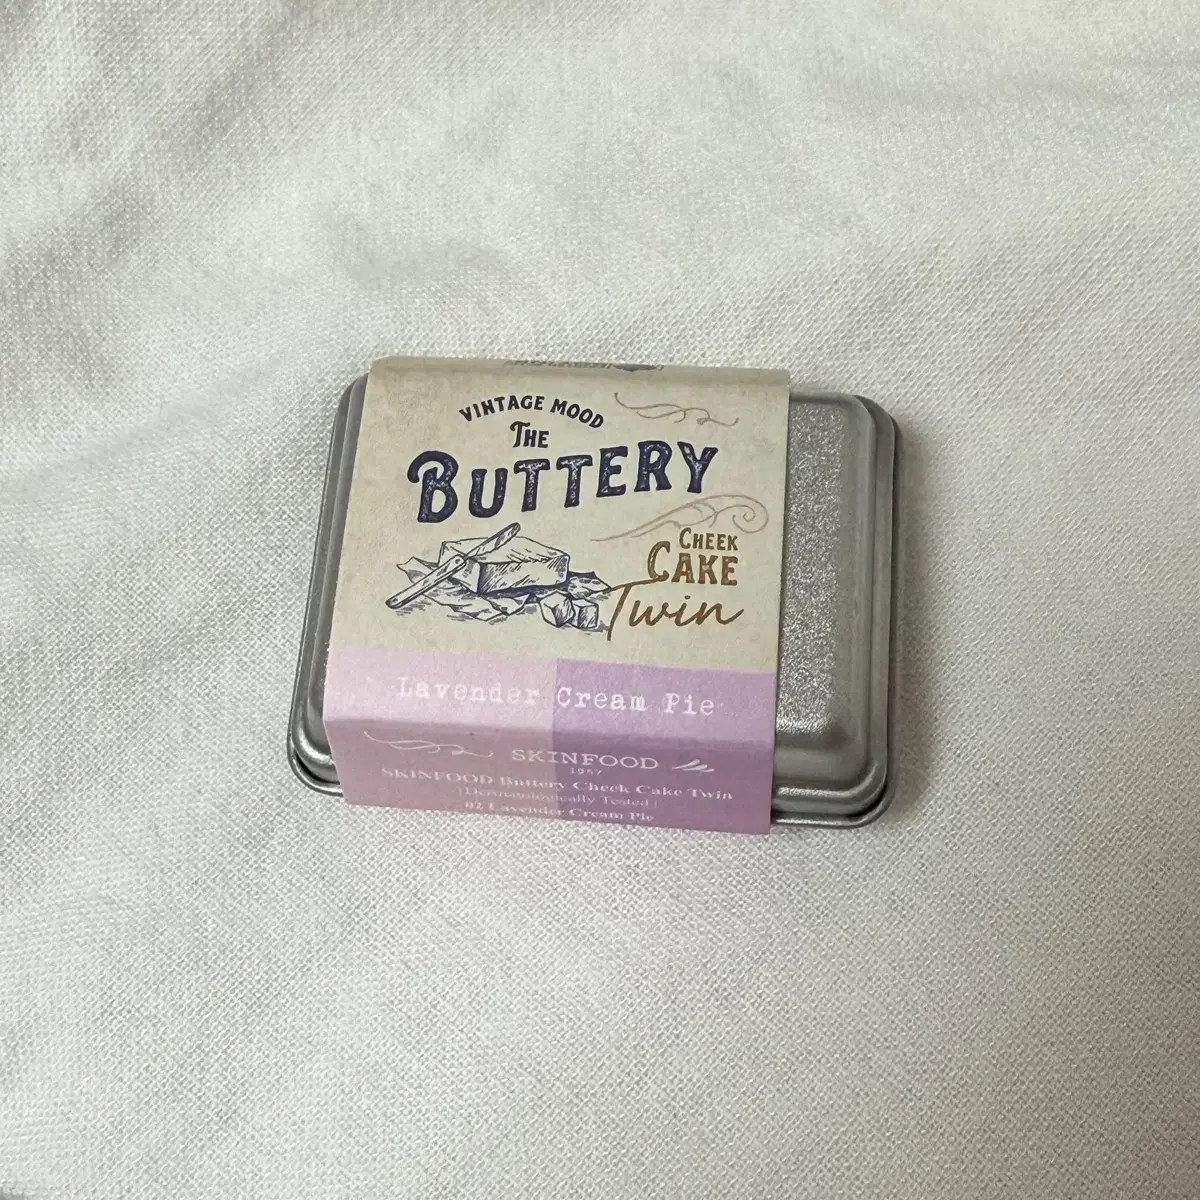 VINTAGE MOOD
THE
BUTTERY
CHEEK
CAKE
Twin
Lavender Cream Pie
SKINFOOD
1957
SKINFOOD Buttery Cheek Cake Twin
|Dermatologically Tested|
02 Lavender Cream Pie